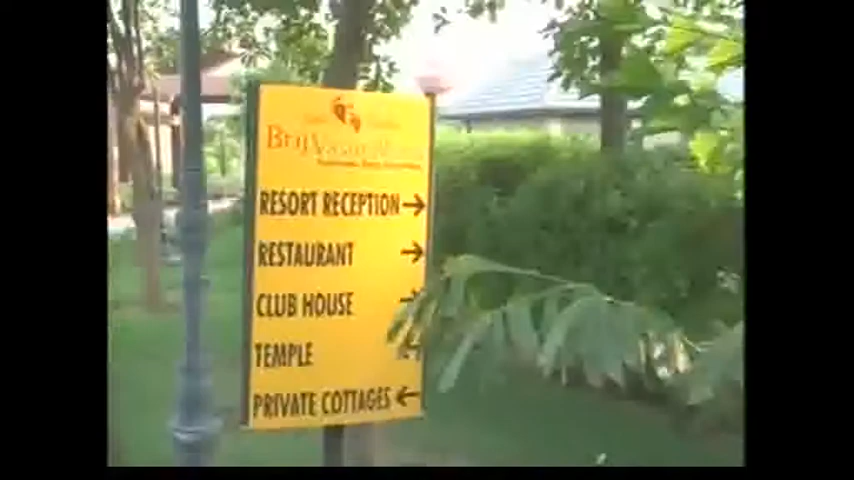 RESORT RECEPTION →
RESTAURANT →
CLUB HOUSE →
TEMPLE
PRIVATE COTTAGES ←